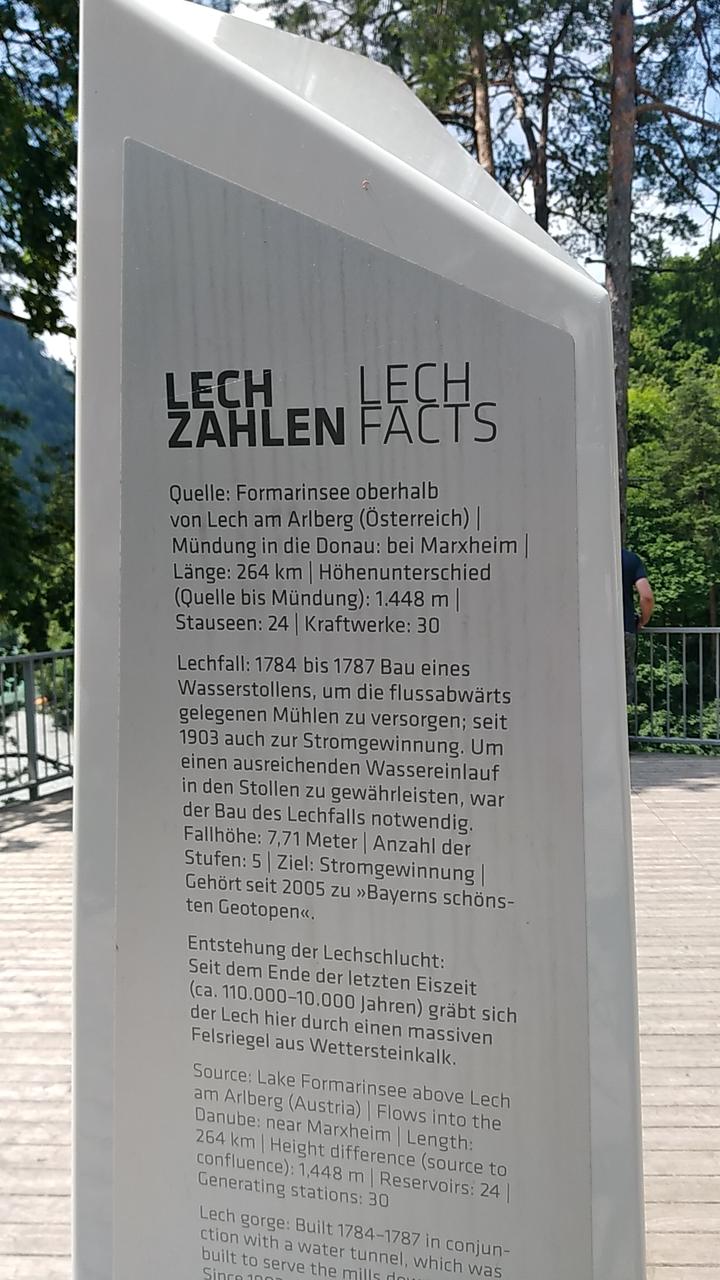 LECH
ZAHLEN
LECH
FACTS
Quelle: Formarinsee oberhalb
von Lech am Arlberg (Österreich) |
Mündung in die Donau: bei Marxheim |
Länge: 264 km | Höhenunterschied
(Quelle bis Mündung): 1.448 m |
Stauseen: 24 | Kraftwerke: 30
Lechfall: 1784 bis 1787 Bau eines
Wasserstollens, um die flussabwärts
gelegenen Mühlen zu versorgen; seit
1903 auch zur Stromgewinnung. Um
einen ausreichenden Wassereinlauf
in den Stollen zu gewährleisten, war
der Bau des Lechfalls notwendig.
Fallhöhe: 7,71 Meter | Anzahl der
Stufen: 5 | Ziel: Stromgewinnung |
Gehört seit 2005 zu »Bayerns schöns-
ten Geotopen«.
Entstehung der Lechschlucht:
Seit dem Ende der letzten Eiszeit
(ca. 110.000–10.000 Jahren) gräbt sich
der Lech hier durch einen massiven
Felsriegel aus Wettersteinkalk.
Source: Lake Formarinsee above Lech
am Arlberg (Austria) | Flows into the
Danube: near Marxheim | Length:
264 km | Height difference (source to
confluence): 1,448 m | Reservoirs: 24 |
Generating stations: 30
Lech gorge: Built 1784–1787 in conjun-
ction with a water tunnel, which was
built to serve the mills
Since